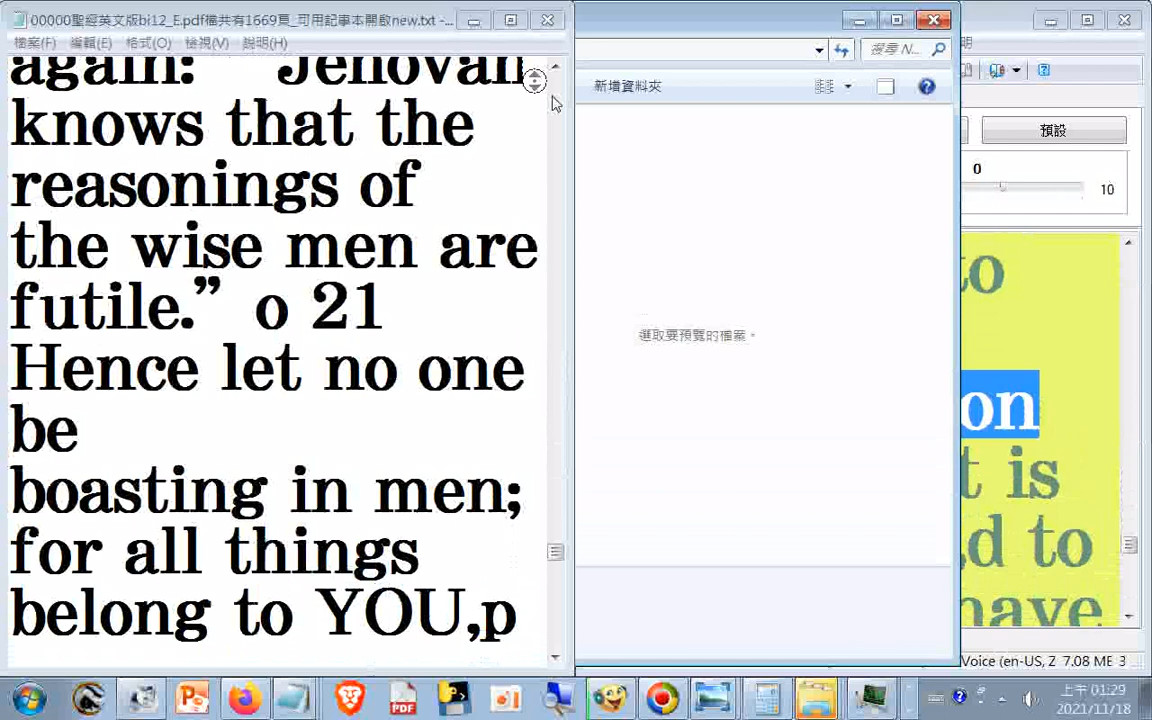 00000聖經英文版bi12_E.pdf檔共有1669頁_可用記事本開啟new.txt -...
檔案(F) 編輯(E) 格式(O) 檢視(V) 說明(H)
again: “Jehovah
knows that the
reasonings of
the wise men are
futile.” o 21
Hence let no one
be
boasting in men;
for all things
belong to YOU,p
搜尋 N...
新增資料夾
選取要預覽的檔案。
明
預設
0
10
to
on
t is
d to
have
Voice (en-US, Z 7.08 ME 3
PDF
上午 01:29
2021/11/18